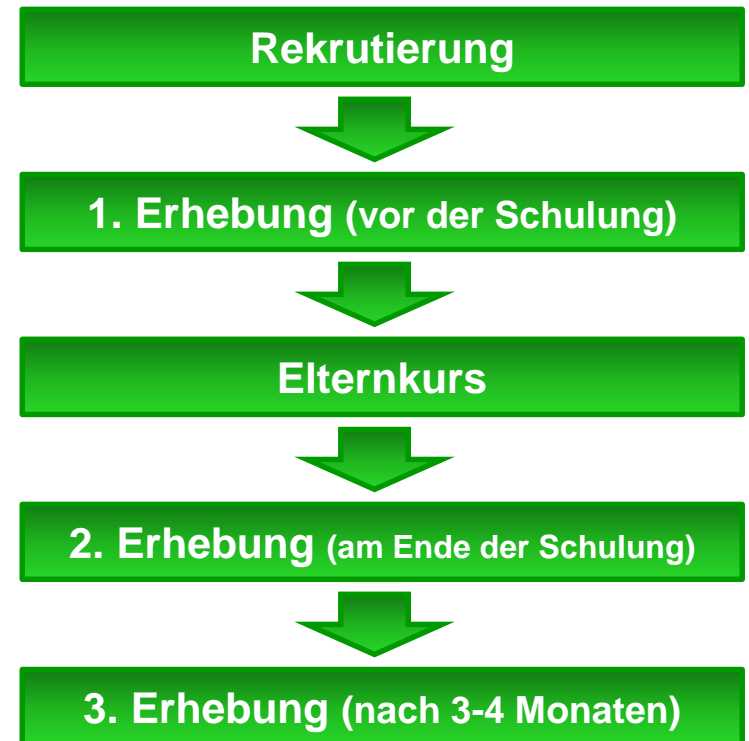 Rekrutierung
1. Erhebung (vor der Schulung)
Elternkurs
2. Erhebung (am Ende der Schulung)
3. Erhebung (nach 3-4 Monaten)